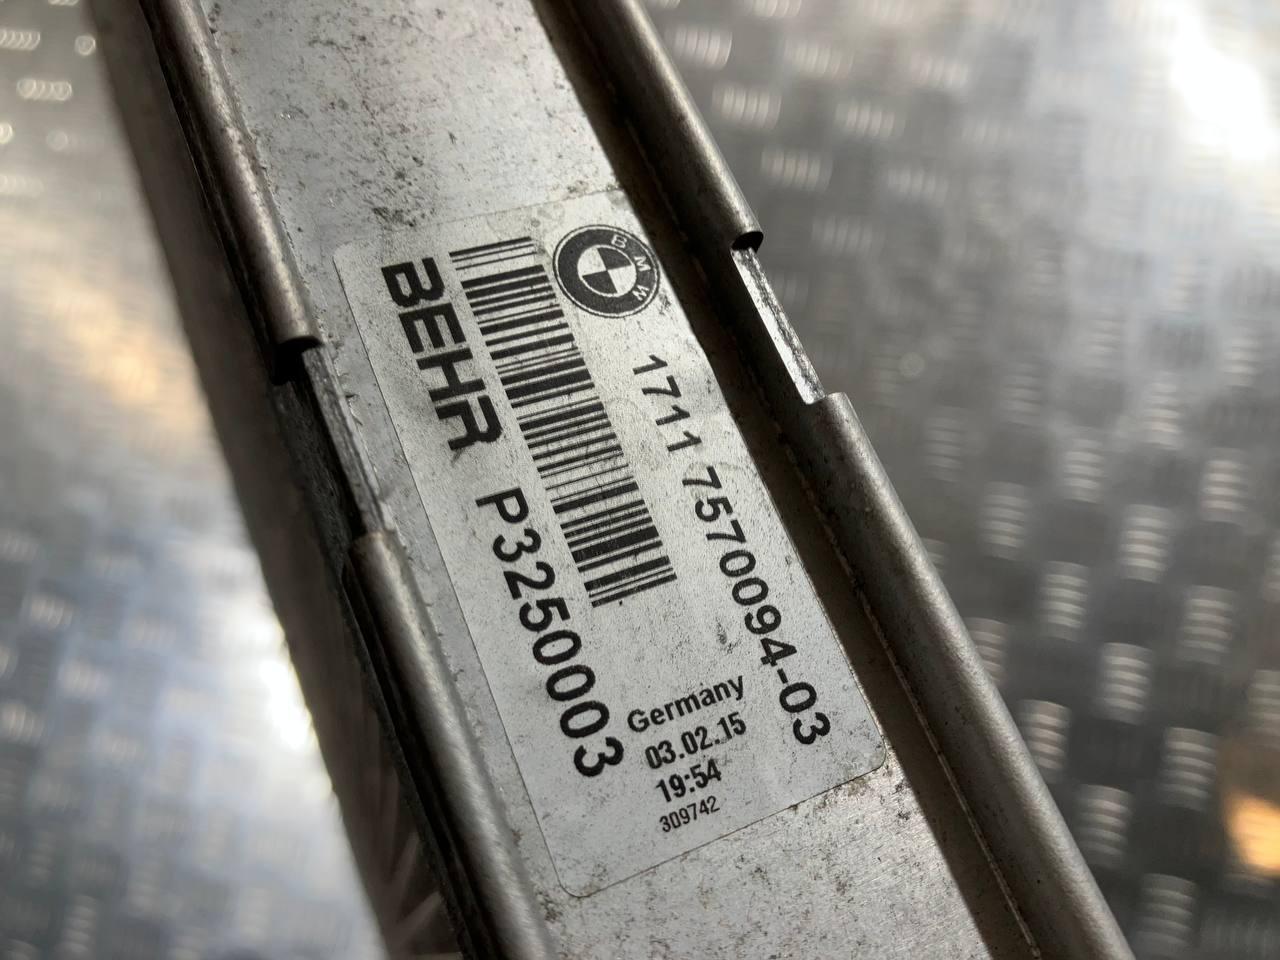 BMW
1711 7570094-03
BEHR P3250003
Germany
03.02.15
19:54
309742